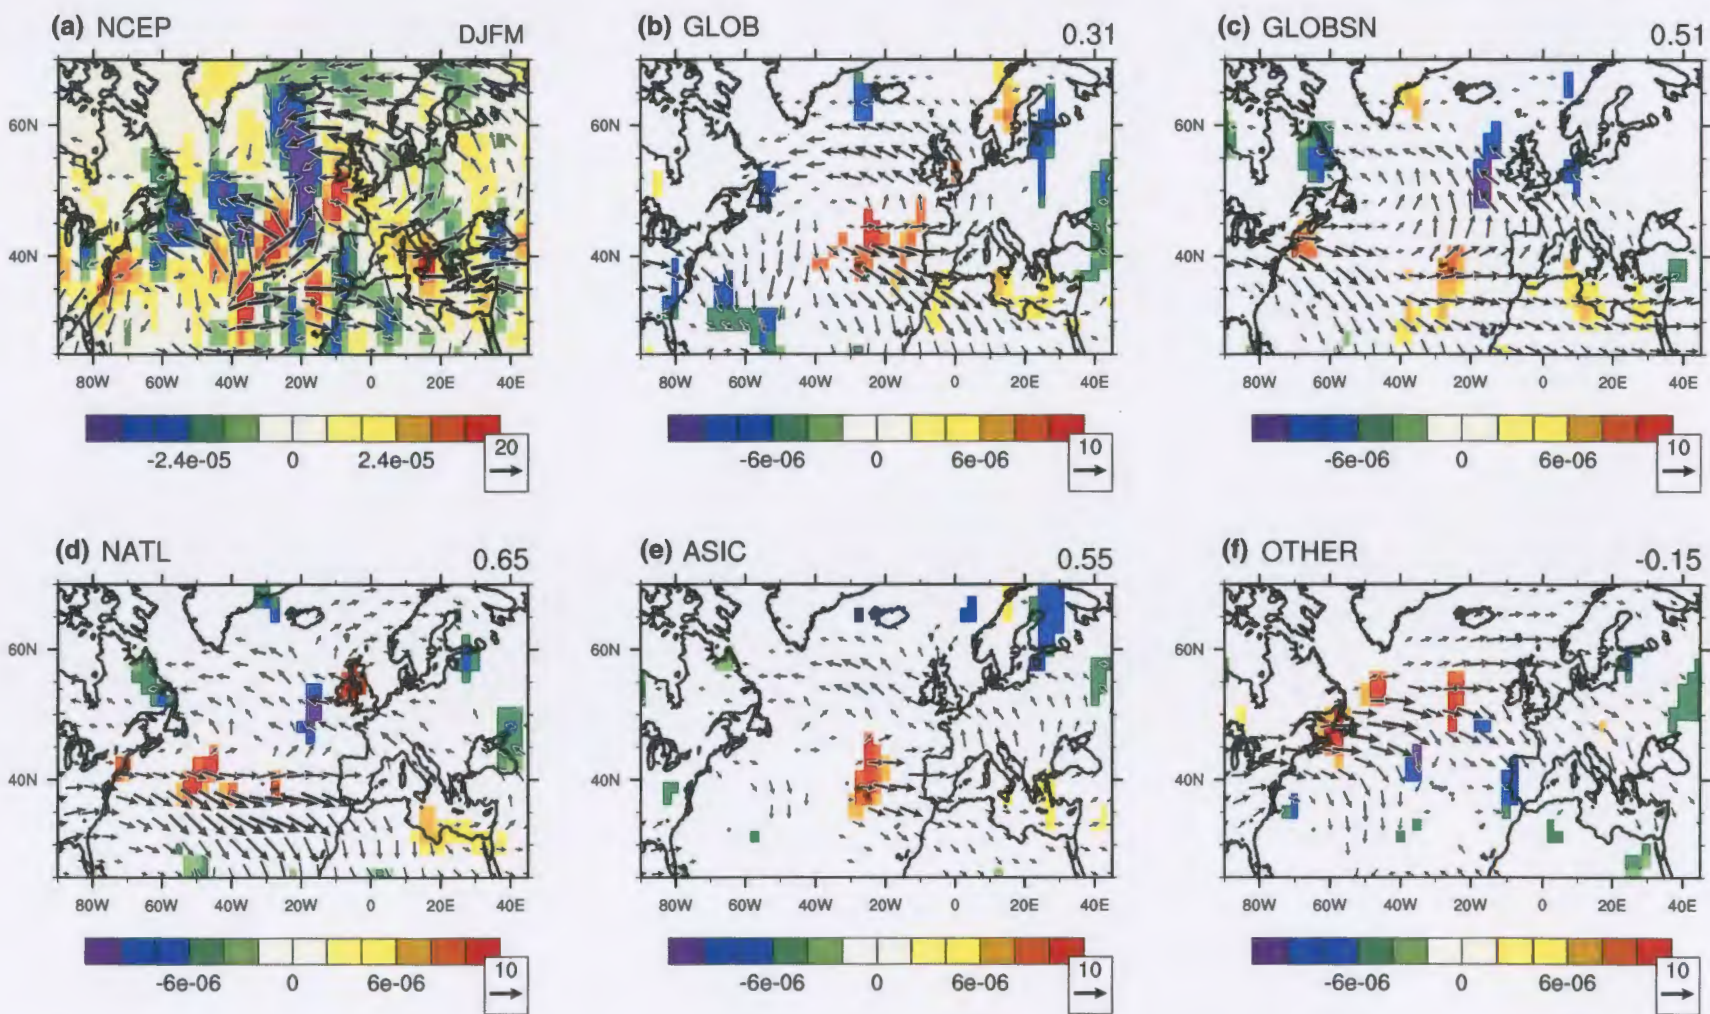 (a) NCEP DJFM
60N
40N
80W 60W 40W 20W 0 20E 40E
-2.4e-05 0 2.4e-05
20
(b) GLOB 0.31
60N
40N
80W 60W 40W 20W 0 20E 40E
-6e-06 0 6e-06
10
(c) GLOBSN 0.51
60N
40N
80W 60W 40W 20W 0 20E 40E
-6e-06 0 6e-06
10
(d) NATL 0.65
60N
40N
80W 60W 40W 20W 0 20E 40E
-6e-06 0 6e-06
10
(e) ASIC 0.55
60N
40N
80W 60W 40W 20W 0 20E 40E
-6e-06 0 6e-06
10
(f) OTHER -0.15
60N
40N
80W 60W 40W 20W 0 20E 40E
-6e-06 0 6e-06
10